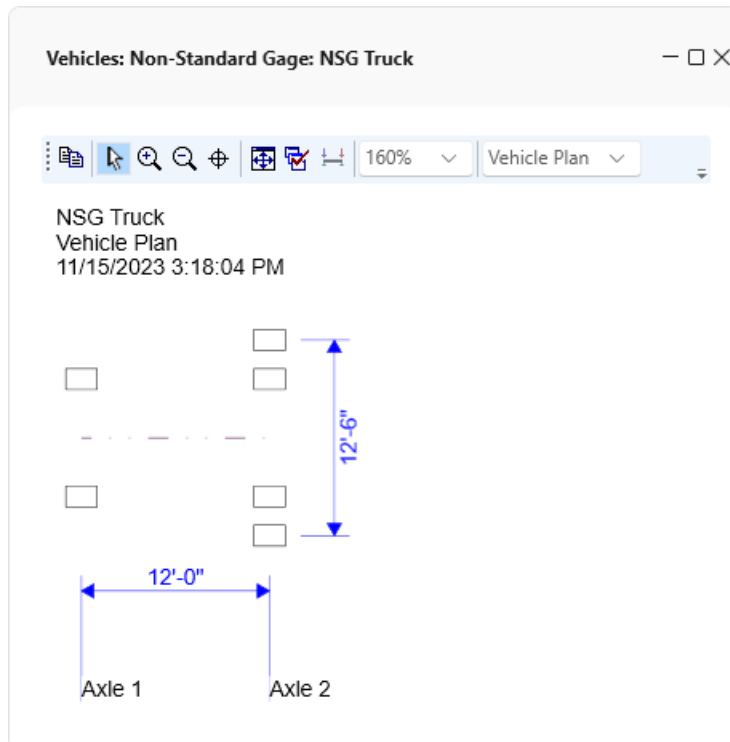 Vehicles: Non-Standard Gage: NSG Truck
160%
Vehicle Plan
NSG Truck
Vehicle Plan
11/15/2023 3:18:04 PM
12'-6"
12'-0"
Axle 1
Axle 2